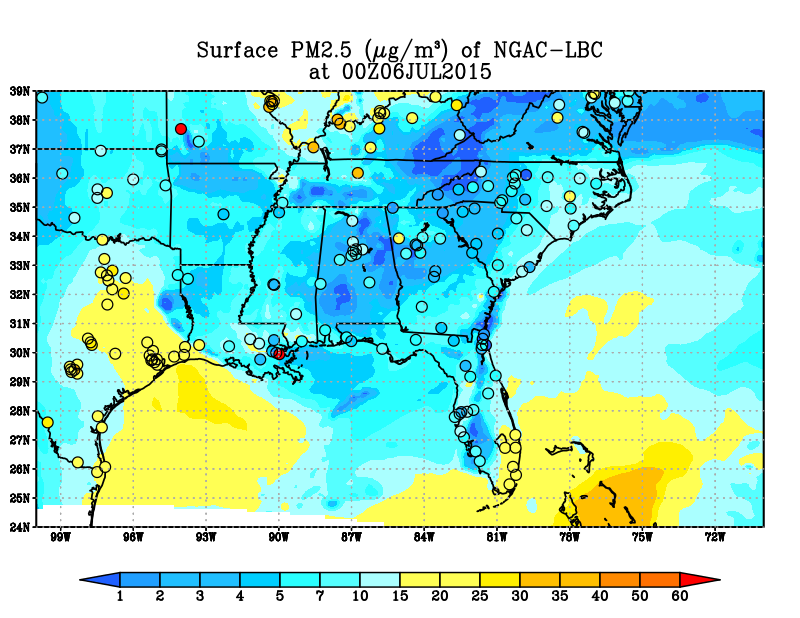 Surface PM2.5 (μg/m³) of NGAC-LBC
at 00Z06JUL2015
39N
38N
37N
36N
35N
34N
33N
32N
31N
30N
29N
28N
27N
26N
25N
24N
99W 96W 93W 90W 87W 84W 81W 78W 75W 72W
1 2 3 4 5 7 10 15 20 25 30 35 40 50 60